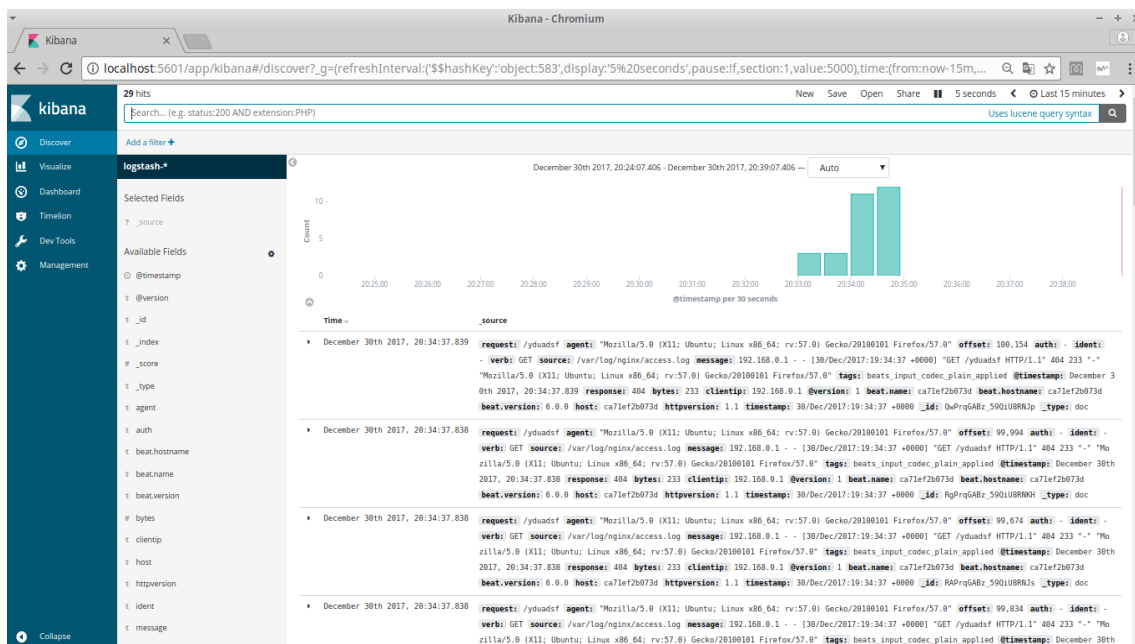 Kibana - Chromium
Kibana
localhost:5601/app/kibana#/discover?_g=(refreshInterval:('$$hashKey':'object:583',display:'5%20seconds',pause:!f,section:1,value:5000),time:(from:now-15m,...
kibana
29 hits
New Save Open Share 5 seconds Last 15 minutes
Search... (e.g. status:200 AND extension:PHP)
Uses lucene query syntax
Discover
Visualize
Dashboard
Timelion
Dev Tools
Management
Collapse
Add a filter +
logstash-*
Selected Fields
? _source
Available Fields
@timestamp
t @version
t _id
t _index
# _score
t _type
t agent
t auth
t beat.hostname
t beat.name
t beat.version
# bytes
t clientip
t host
t httpversion
t ident
t message
December 30th 2017, 20:24:07.406 - December 30th 2017, 20:39:07.406 — Auto
Count
10
5
0
20:25:00 20:26:00 20:27:00 20:28:00 20:29:00 20:30:00 20:31:00 20:32:00 20:33:00 20:34:00 20:35:00 20:36:00 20:37:00 20:38:00
@timestamp per 30 seconds
Time _source
December 30th 2017, 20:34:37.839
request: /yduadsf agent: "Mozilla/5.0 (X11; Ubuntu; Linux x86_64; rv:57.0) Gecko/20100101 Firefox/57.0" offset: 100,154 auth: - ident:
- verb: GET source: /var/log/nginx/access.log message: 192.168.0.1 - - [30/Dec/2017:19:34:37 +0000] "GET /yduadsf HTTP/1.1" 404 233 "-"
"Mozilla/5.0 (X11; Ubuntu; Linux x86_64; rv:57.0) Gecko/20100101 Firefox/57.0" tags: beats_input_codec_plain_applied @timestamp: December 3
0th 2017, 20:34:37.839 response: 404 bytes: 233 clientip: 192.168.0.1 @version: 1 beat.name: ca71ef2b073d beat.hostname: ca71ef2b073d
beat.version: 6.0.0 host: ca71ef2b073d httpversion: 1.1 timestamp: 30/Dec/2017:19:34:37 +0000 _id: QwPrqGABz_59QiU8RNJp _type: doc
December 30th 2017, 20:34:37.838
request: /yduadsf agent: "Mozilla/5.0 (X11; Ubuntu; Linux x86_64; rv:57.0) Gecko/20100101 Firefox/57.0" offset: 99,994 auth: - ident: -
verb: GET source: /var/log/nginx/access.log message: 192.168.0.1 - - [30/Dec/2017:19:34:37 +0000] "GET /yduadsf HTTP/1.1" 404 233 "-" "Mo
zilla/5.0 (X11; Ubuntu; Linux x86_64; rv:57.0) Gecko/20100101 Firefox/57.0" tags: beats_input_codec_plain_applied @timestamp: December 30th
2017, 20:34:37.838 response: 404 bytes: 233 clientip: 192.168.0.1 @version: 1 beat.name: ca71ef2b073d beat.hostname: ca71ef2b073d
beat.version: 6.0.0 host: ca71ef2b073d httpversion: 1.1 timestamp: 30/Dec/2017:19:34:37 +0000 _id: RgPrqGABz_59QiU8RNKH _type: doc
December 30th 2017, 20:34:37.838
request: /yduadsf agent: "Mozilla/5.0 (X11; Ubuntu; Linux x86_64; rv:57.0) Gecko/20100101 Firefox/57.0" offset: 99,674 auth: - ident: -
verb: GET source: /var/log/nginx/access.log message: 192.168.0.1 - - [30/Dec/2017:19:34:37 +0000] "GET /yduadsf HTTP/1.1" 404 233 "-" "Mo
zilla/5.0 (X11; Ubuntu; Linux x86_64; rv:57.0) Gecko/20100101 Firefox/57.0" tags: beats_input_codec_plain_applied @timestamp: December 30th
2017, 20:34:37.838 response: 404 bytes: 233 clientip: 192.168.0.1 @version: 1 beat.name: ca71ef2b073d beat.hostname: ca71ef2b073d
beat.version: 6.0.0 host: ca71ef2b073d httpversion: 1.1 timestamp: 30/Dec/2017:19:34:37 +0000 _id: RAPrqGABz_59QiU8RNJs _type: doc
December 30th 2017, 20:34:37.838
request: /yduadsf agent: "Mozilla/5.0 (X11; Ubuntu; Linux x86_64; rv:57.0) Gecko/20100101 Firefox/57.0" offset: 99,834 auth: - ident: -
verb: GET source: /var/log/nginx/access.log message: 192.168.0.1 - - [30/Dec/2017:19:34:37 +0000] "GET /yduadsf HTTP/1.1" 404 233 "-" "Mo
zilla/5.0 (X11; Ubuntu; Linux x86_64; rv:57.0) Gecko/20100101 Firefox/57.0" tags: beats_input_codec_plain_applied @timestamp: December 30th